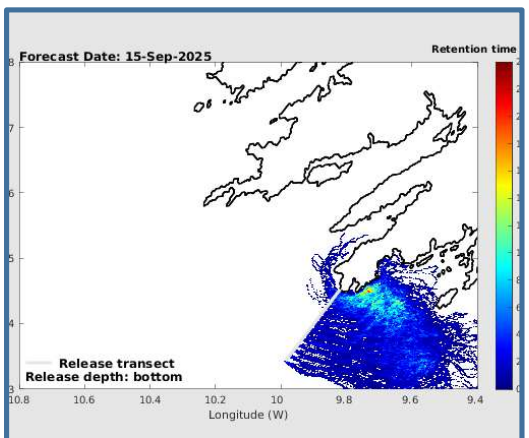 Retention time
Forecast Date: 15-Sep-2025
8
7
6
5
4
3
Release transect
Release depth: bottom
10.8 10.6 10.4 10.2 10 9.8 9.6 9.4
Longitude (W)